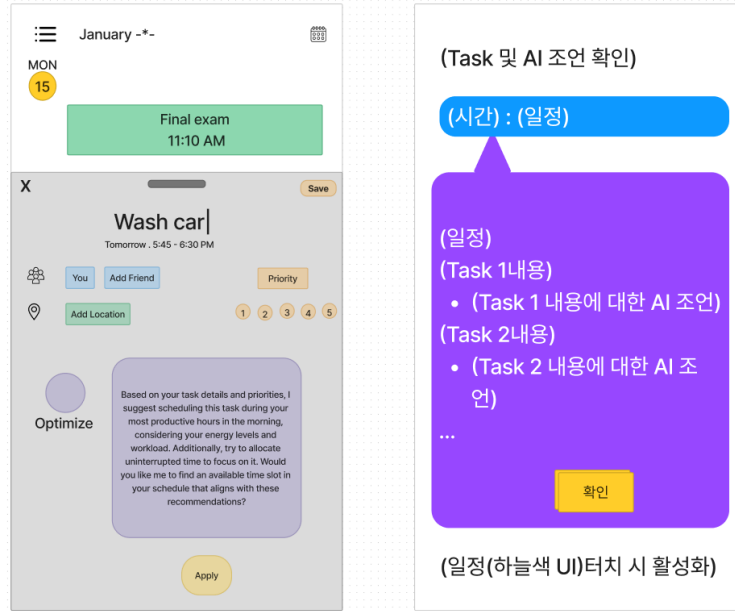 January -*-
MON
15
Final exam
11:10 AM
X
Save
Wash car
Tomorrow . 5:45 - 6:30 PM
You
Add Friend
Priority
Add Location
1
2
3
4
5
Optimize
Based on your task details and priorities, I
suggest scheduling this task during your
most productive hours in the morning,
considering your energy levels and
workload. Additionally, try to allocate
uninterrupted time to focus on it. Would
you like me to find an available time slot in
your schedule that aligns with these
recommendations?
Apply
(Task 및 AI 조언 확인)
(시간) : (일정)
(일정)
(Task 1내용)
• (Task 1 내용에 대한 AI 조언)
(Task 2내용)
• (Task 2 내용에 대한 AI 조
언)
...
확인
(일정(하늘색 UI)터치 시 활성화)